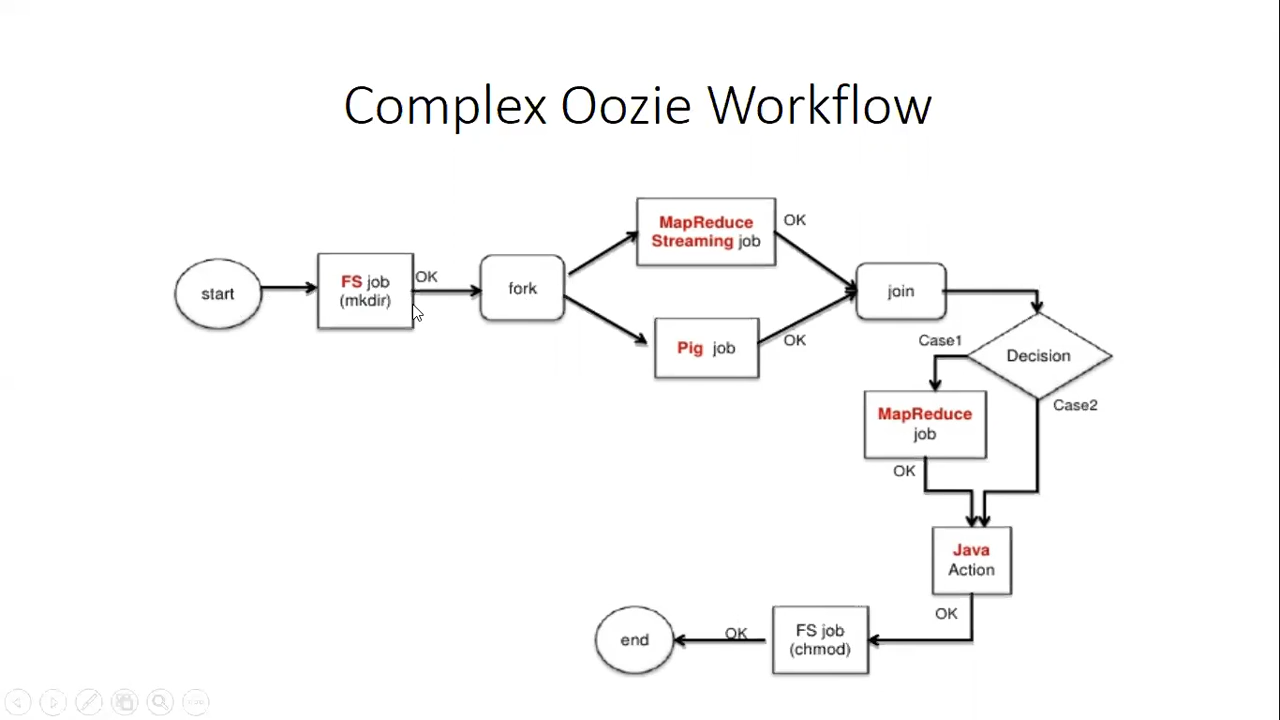 Complex Oozie Workflow
start
FS job
(mkdir)
OK
fork
MapReduce
Streaming job
OK
Pig job
OK
join
Decision
Case1
Case2
MapReduce
job
OK
Java
Action
OK
FS job
(chmod)
OK
end